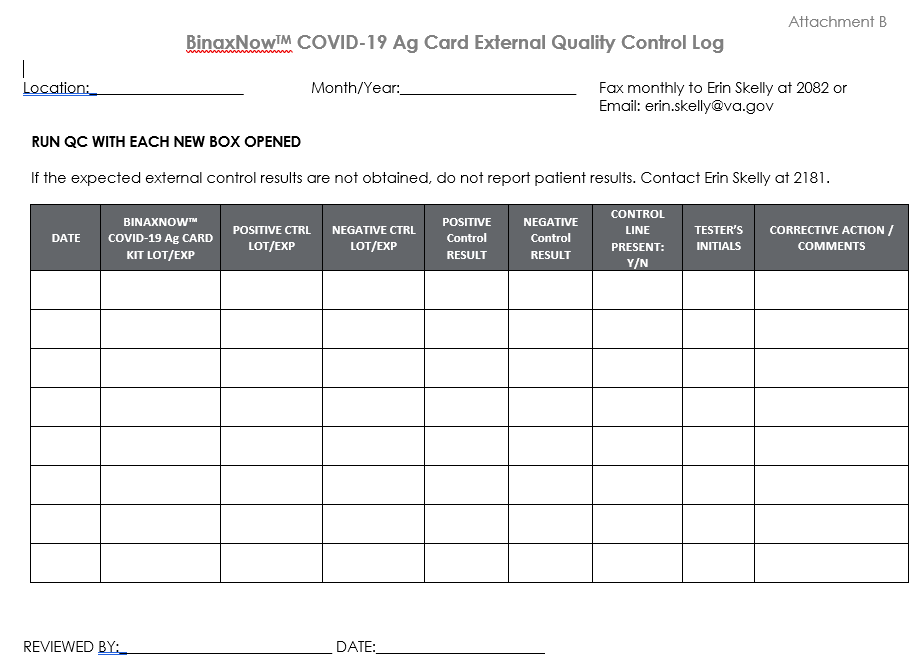 Attachment B
BinaxNow™ COVID-19 Ag Card External Quality Control Log
Location:_____________________ Month/Year:_______________________ Fax monthly to Erin Skelly at 2082 or
Email: erin.skelly@va.gov
RUN QC WITH EACH NEW BOX OPENED
If the expected external control results are not obtained, do not report patient results. Contact Erin Skelly at 2181.
DATE
BINAXNOW™
COVID-19 Ag CARD
KIT LOT/EXP
POSITIVE CTRL
LOT/EXP
NEGATIVE CTRL
LOT/EXP
POSITIVE
Control
RESULT
NEGATIVE
Control
RESULT
CONTROL
LINE
PRESENT:
Y/N
TESTER'S
INITIALS
CORRECTIVE ACTION /
COMMENTS
REVIEWED BY:___________________________ DATE:______________________